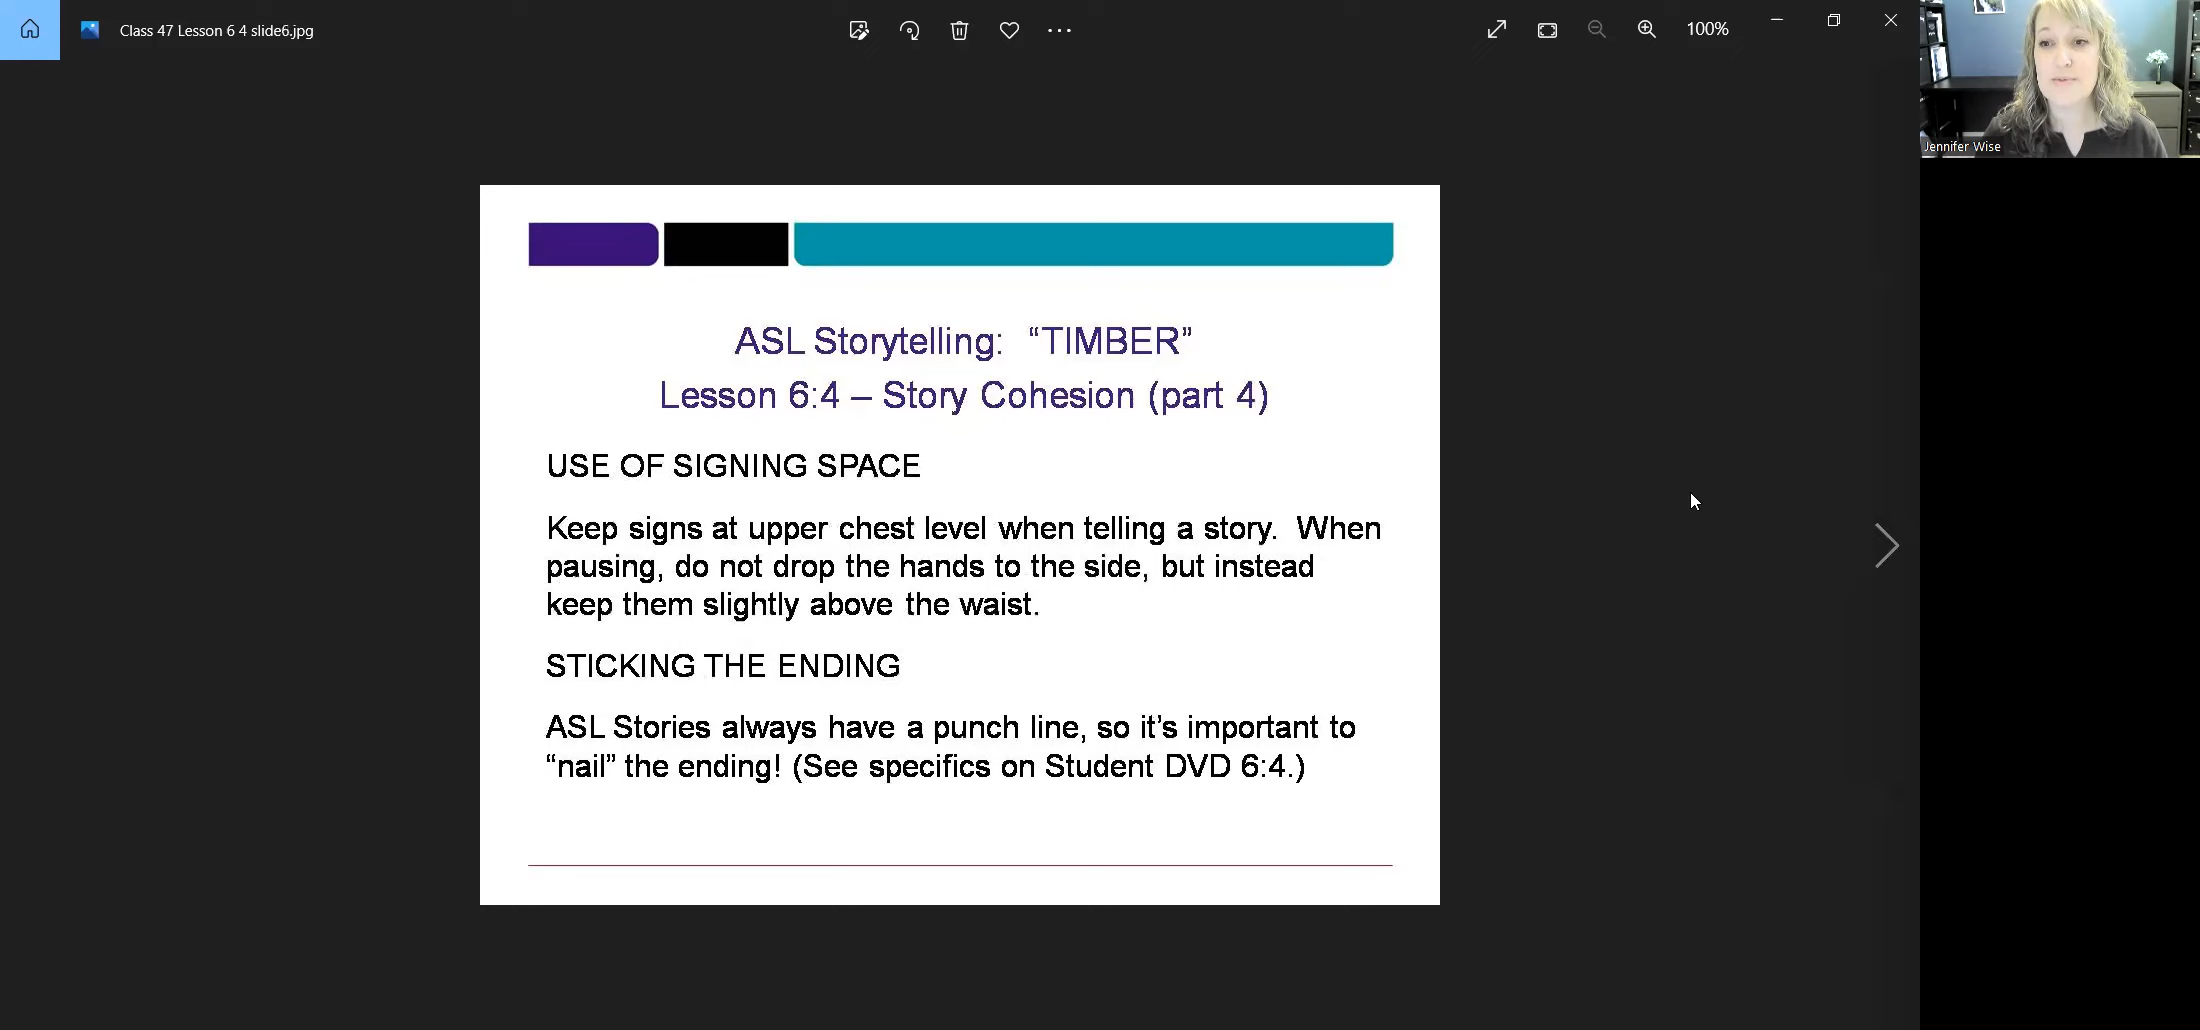 Class 47 Lesson 6 4 slide6.jpg
100%
Jennifer Wise
ASL Storytelling:  “TIMBER”
Lesson 6:4 – Story Cohesion (part 4)
USE OF SIGNING SPACE
Keep signs at upper chest level when telling a story.  When
pausing, do not drop the hands to the side, but instead
keep them slightly above the waist.
STICKING THE ENDING
ASL Stories always have a punch line, so it’s important to
“nail” the ending! (See specifics on Student DVD 6:4.)